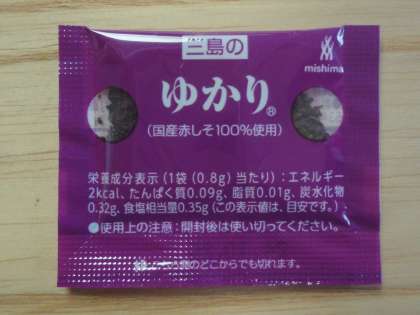 三島の
mishima
ゆかり®
(国産赤しそ100%使用)
栄養成分表示(1袋(0.8g)当たり):エネルギー
2kcal、たんぱく質0.09g、脂質0.01g、炭水化物
0.32g、食塩相当量0.35g(この表示値は、目安です。)
●使用上の注意:開封後は使い切ってください。
のどこからでも切れます。